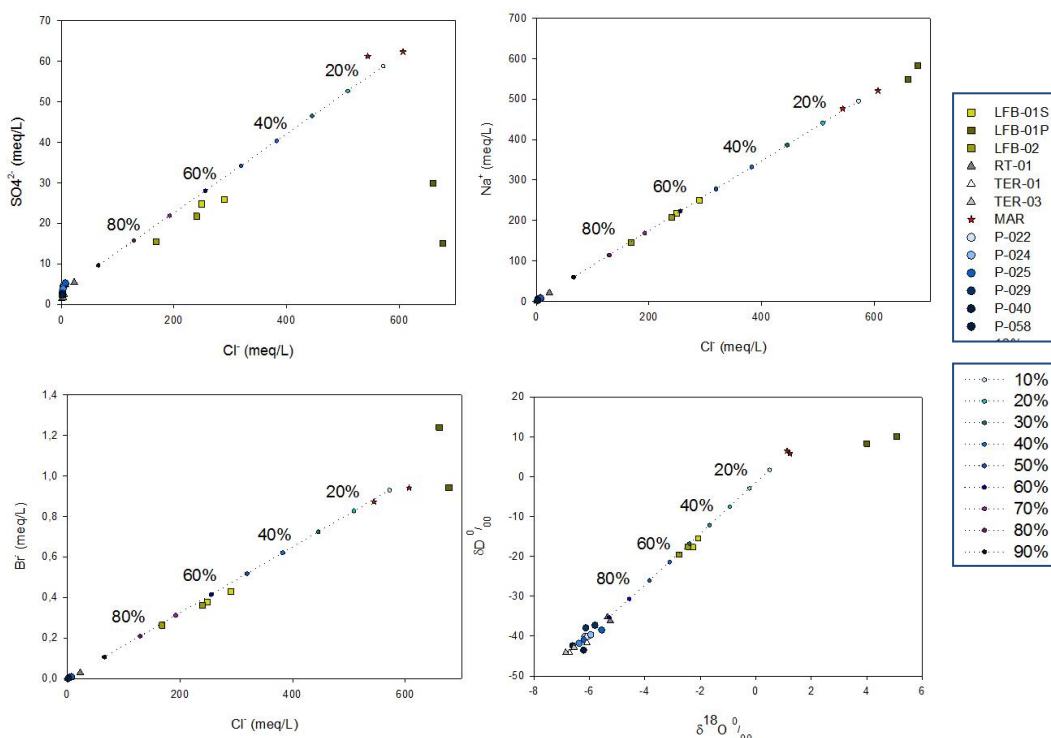 70
60
50
40
30
20
10
0
SO4²⁻ (meq/L)
20%
40%
60%
80%
0 200 400 600
Cl⁻ (meq/L)
700
600
500
400
300
200
100
0
Na⁺ (meq/L)
20%
40%
60%
80%
0 200 400 600
Cl⁻ (meq/L)
LFB-01S
LFB-01P
LFB-02
RT-01
TER-01
TER-03
MAR
P-022
P-024
P-025
P-029
P-040
P-058
1,4
1,2
1,0
0,8
0,6
0,4
0,2
0,0
Br⁻ (meq/L)
20%
40%
60%
80%
0 200 400 600
Cl⁻ (meq/L)
20
10
0
-10
-20
-30
-40
-50
δD ⁰/₀₀
20%
40%
60%
80%
-8 -6 -4 -2 0 2 4 6
δ¹⁸O ⁰/₀₀
10%
20%
30%
40%
50%
60%
70%
80%
90%